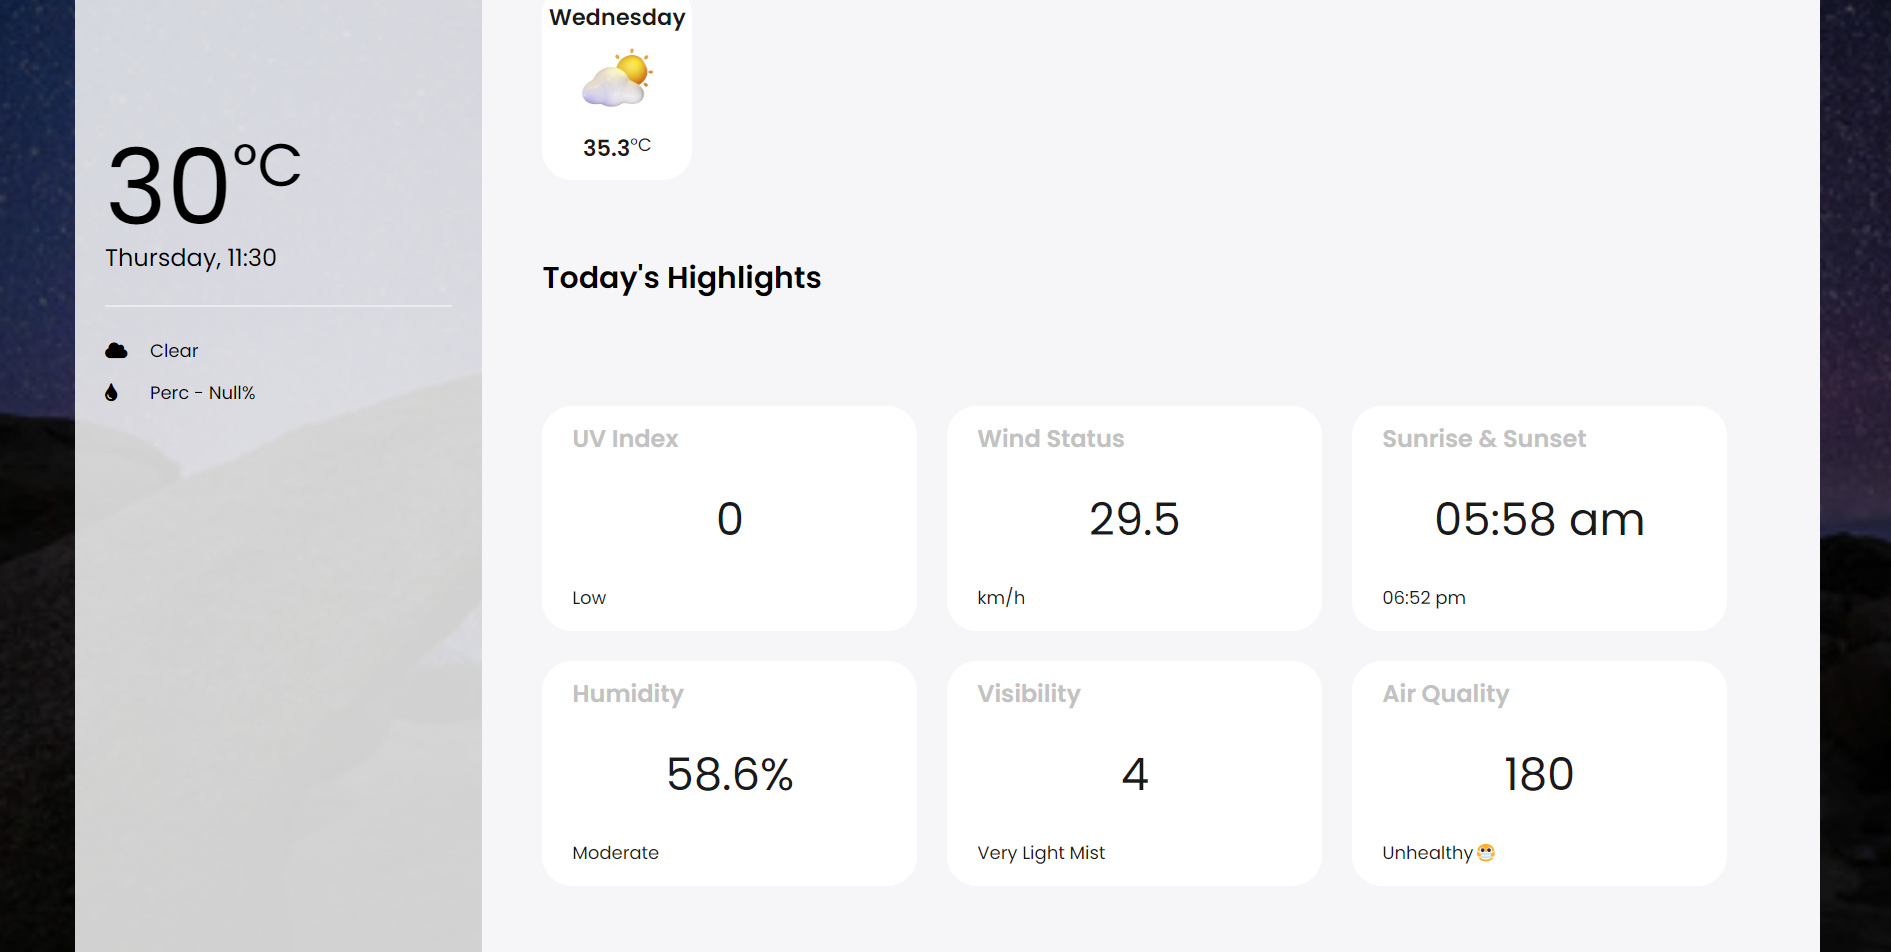 30°C
Thursday, 11:30
Clear
Perc - Null%
Wednesday
35.3°C
Today's Highlights
UV Index
0
Low
Wind Status
29.5
km/h
Sunrise & Sunset
05:58 am
06:52 pm
Humidity
58.6%
Moderate
Visibility
4
Very Light Mist
Air Quality
180
Unhealthy😷